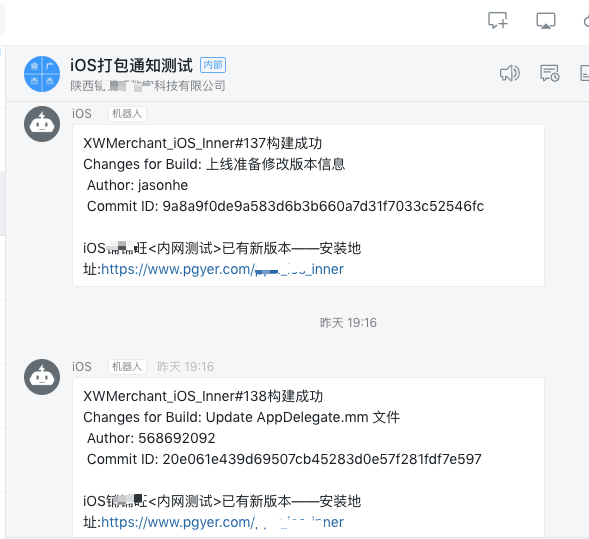 iOS打包通知测试 内部
陕西 科技有限公司
iOS 机器人
XWMerchant_iOS_Inner#137构建成功
Changes for Build: 上线准备修改版本信息
Author: jasonhe
Commit ID: 9a8a9f0de9a583d6b3b660a7d31f7033c52546fc
iOS 旺<内网测试>已有新版本——安装地
址:https://www.pgyer.com/ _ios_inner
昨天 19:16
iOS 机器人 昨天 19:16
XWMerchant_iOS_Inner#138构建成功
Changes for Build: Update AppDelegate.mm 文件
Author: 568692092
Commit ID: 20e061e439d69507cb45283d0e57f281fdf7e597
iOS 旺<内网测试>已有新版本——安装地
址:https://www.pgyer.com/ _inner